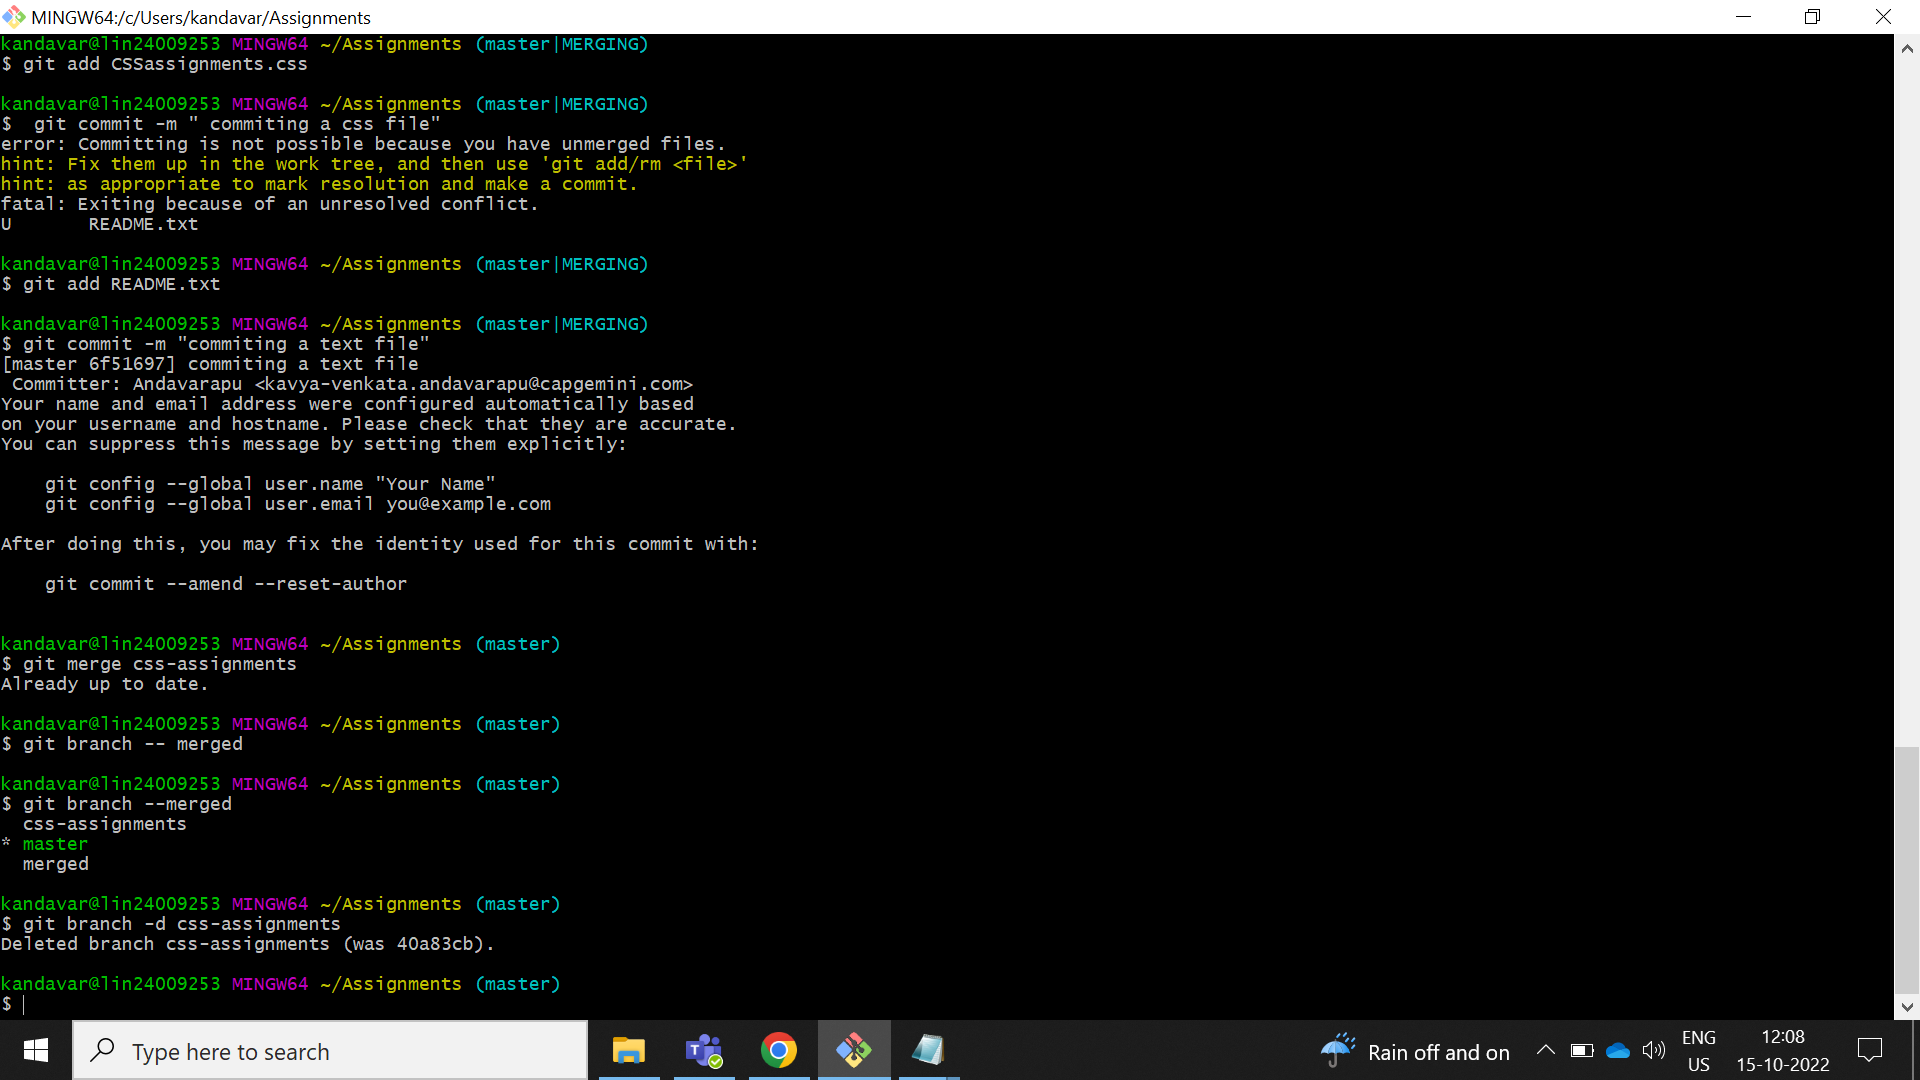 MINGW64:/c/Users/kandavar/Assignments
kandavar@lin24009253 MINGW64 ~/Assignments (master|MERGING)
$ git add CSSassignments.css
kandavar@lin24009253 MINGW64 ~/Assignments (master|MERGING)
$  git commit -m " commiting a css file"
error: Committing is not possible because you have unmerged files.
hint: Fix them up in the work tree, and then use 'git add/rm <file>'
hint: as appropriate to mark resolution and make a commit.
fatal: Exiting because of an unresolved conflict.
U       README.txt
kandavar@lin24009253 MINGW64 ~/Assignments (master|MERGING)
$ git add README.txt
kandavar@lin24009253 MINGW64 ~/Assignments (master|MERGING)
$ git commit -m "commiting a text file"
[master 6f51697] commiting a text file
 Committer: Andavarapu <kavya-venkata.andavarapu@capgemini.com>
Your name and email address were configured automatically based
on your username and hostname. Please check that they are accurate.
You can suppress this message by setting them explicitly:
    git config --global user.name "Your Name"
    git config --global user.email you@example.com
After doing this, you may fix the identity used for this commit with:
    git commit --amend --reset-author
kandavar@lin24009253 MINGW64 ~/Assignments (master)
$ git merge css-assignments
Already up to date.
kandavar@lin24009253 MINGW64 ~/Assignments (master)
$ git branch -- merged
kandavar@lin24009253 MINGW64 ~/Assignments (master)
$ git branch --merged
  css-assignments
* master
  merged
kandavar@lin24009253 MINGW64 ~/Assignments (master)
$ git branch -d css-assignments
Deleted branch css-assignments (was 40a83cb).
kandavar@lin24009253 MINGW64 ~/Assignments (master)
$
Type here to search
Rain off and on
ENG
US
12:08
15-10-2022